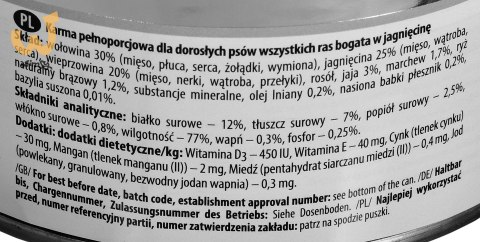 PL Karma pełnoporcjowa dla dorosłych psów wszystkich ras bogata w jagnięcinę
Skład: wołowina 30% (mięso, płuca, serca, żołądki, wymiona), jagnięcina 25% (mięso, wątroba,
serca), wieprzowina 20% (mięso, nerki, wątroba, przełyki), rosół, jaja 3%, marchew 1,7%, ryż
naturalny brązowy 1,2%, substancje mineralne, olej lniany 0,2%, nasiona babki płesznik 0,2%,
bazylia suszona 0,01%.
Składniki analityczne: białko surowe – 12%, tłuszcz surowy – 7%, popiół surowy – 2,5%,
włókno surowe – 0,8%, wilgotność – 77%, wapń – 0,3%, fosfor – 0,25%.
Dodatki: dodatki dietetyczne/kg: Witamina D3 – 450 IU, Witamina E – 40 mg, Cynk (tlenek cynku)
– 30 mg, Mangan (tlenek manganu (II)) – 2 mg, Miedź (pentahydrat siarczanu miedzi (II)) – 0,4 mg, Jod
(powlekany, granulowany, bezwodny jodan wapnia) – 0,3 mg.
/GB/ For best before date, batch code, establishment approval number: see bottom of the can. /DE/ Haltbar
bis, Chargennummer, Zulassungsnummer des Betriebs: Siehe Dosenboden. /PL/ Najlepiej wykorzystać
przed, numer referencyjny partii, numer zatwierdzenia zakładu: patrz na spodzie puszki.